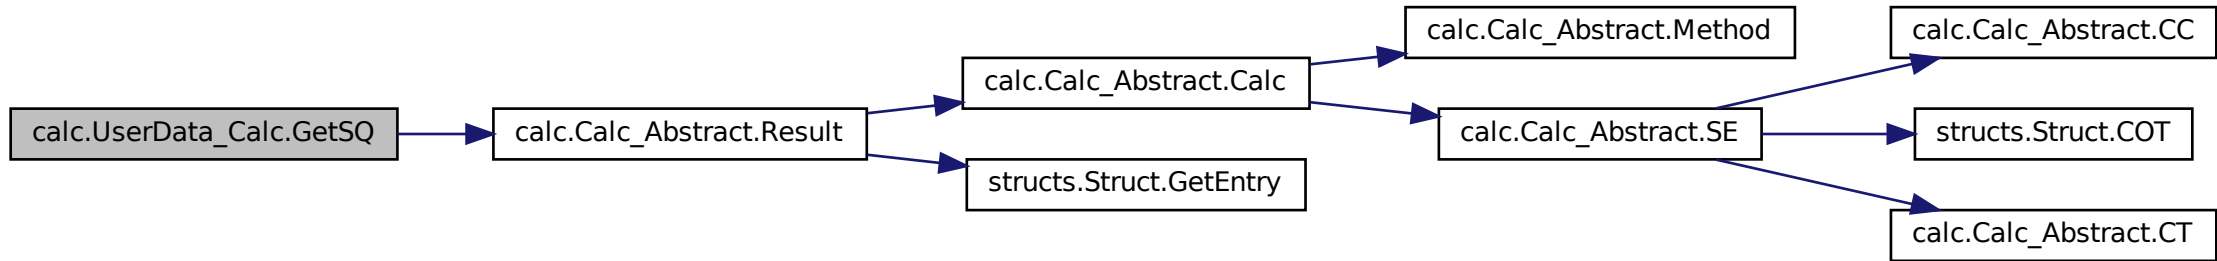 calc.UserData_Calc.GetSQ
calc.Calc_Abstract.Result
calc.Calc_Abstract.Calc
structs.Struct.GetEntry
calc.Calc_Abstract.Method
calc.Calc_Abstract.SE
calc.Calc_Abstract.CC
structs.Struct.COT
calc.Calc_Abstract.CT